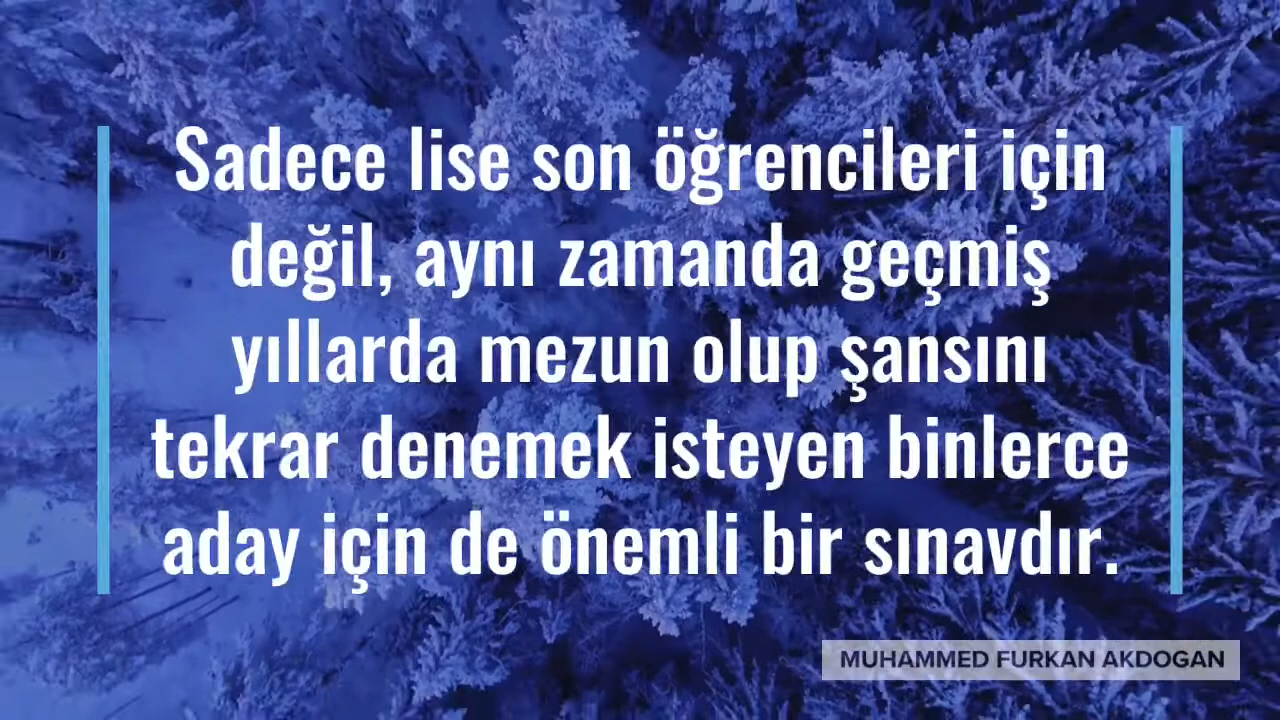 Sadece lise son öğrencileri için
değil, aynı zamanda geçmiş
yıllarda mezun olup şansını
tekrar denemek isteyen binlerce
aday için de önemli bir sınavdır.
MUHAMMED FURKAN AKDOGAN